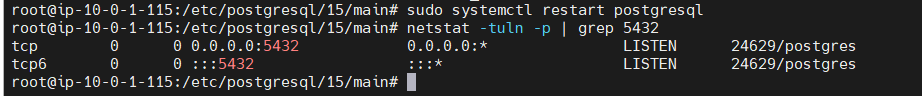 root@ip-10-0-1-115:/etc/postgresql/15/main# sudo systemctl restart postgresql
root@ip-10-0-1-115:/etc/postgresql/15/main# netstat -tuln -p | grep 5432
tcp        0      0 0.0.0.0:5432            0.0.0.0:*               LISTEN      24629/postgres
tcp6       0      0 :::5432                 :::*                    LISTEN      24629/postgres
root@ip-10-0-1-115:/etc/postgresql/15/main#